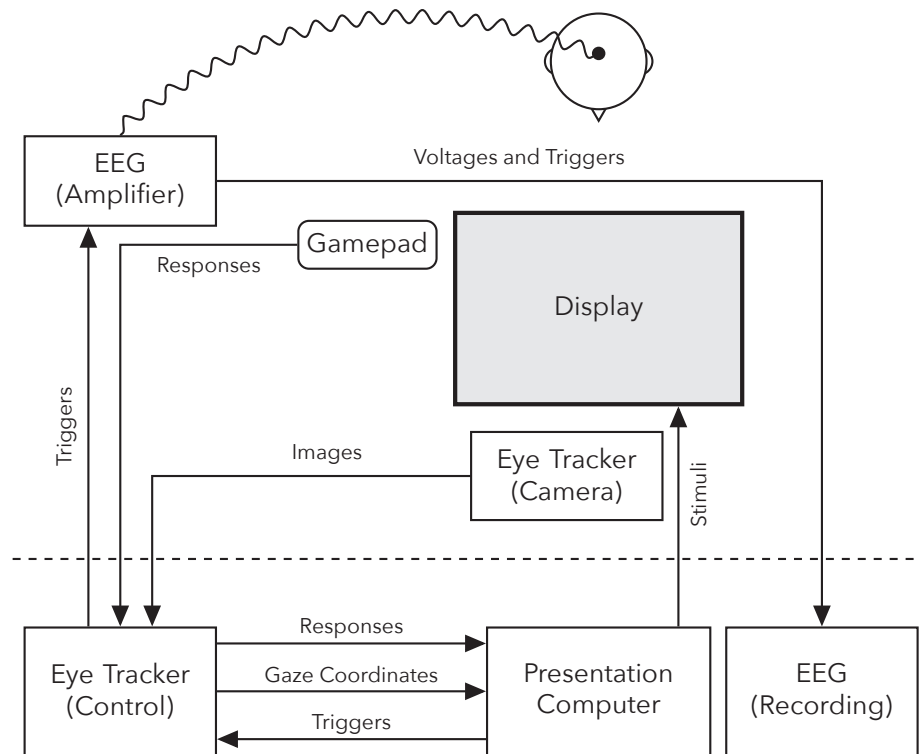 EEG
(Amplifier)
Voltages and Triggers
Gamepad
Responses
Display
Triggers
Images
Eye Tracker
(Camera)
Stimuli
Responses
Eye Tracker
(Control)
Gaze Coordinates
Triggers
Presentation
Computer
EEG
(Recording)